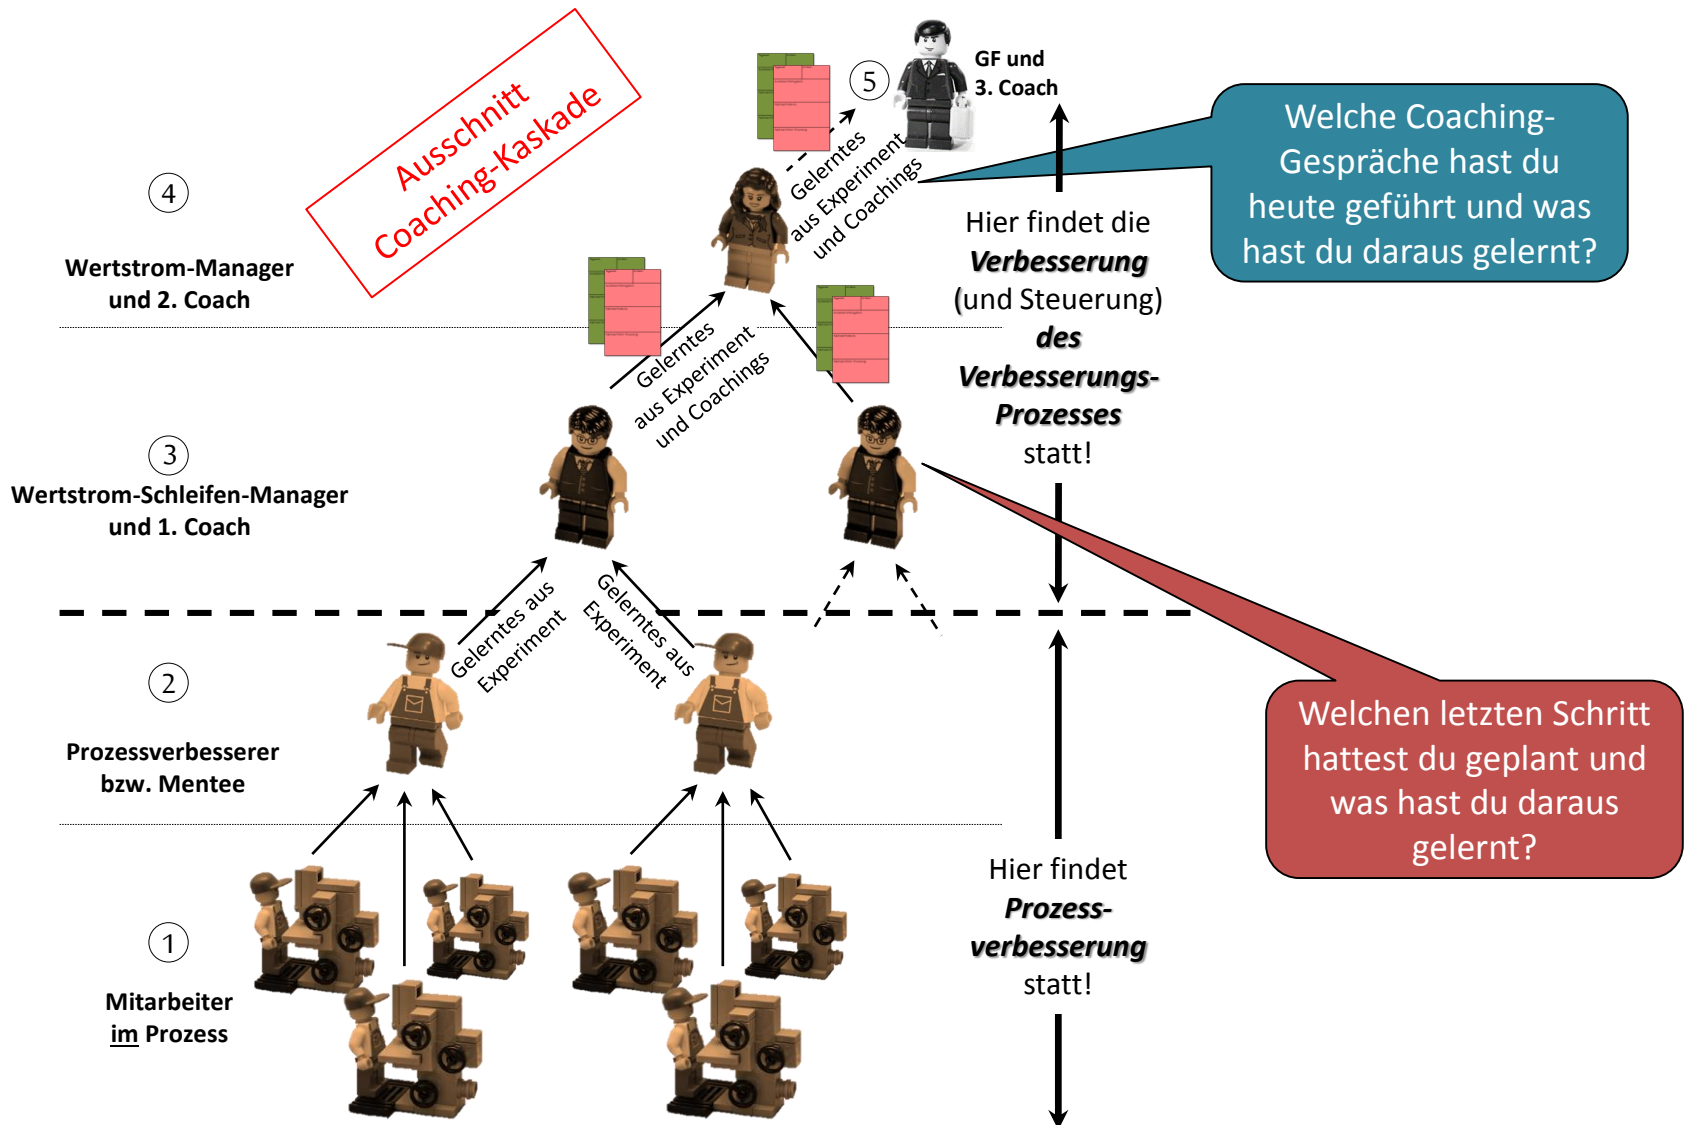 Ausschnitt
Coaching-Kaskade
5
GF und
3. Coach
Welche Coaching-
Gespräche hast du
heute geführt und was
hast du daraus gelernt?
4
Wertstrom-Manager
und 2. Coach
Gelerntes
aus Experiment
und Coachings
Hier findet die
Verbesserung
(und Steuerung)
des
Verbesserungs-
Prozesses
statt!
Gelerntes
aus Experiment
und Coachings
3
Wertstrom-Schleifen-Manager
und 1. Coach
Gelerntes aus
Experiment
Gelerntes aus
Experiment
2
Prozessverbesserer
bzw. Mentee
Welchen letzten Schritt
hattest du geplant und
was hast du daraus
gelernt?
Hier findet
Prozess-
verbesserung
statt!
1
Mitarbeiter
im Prozess